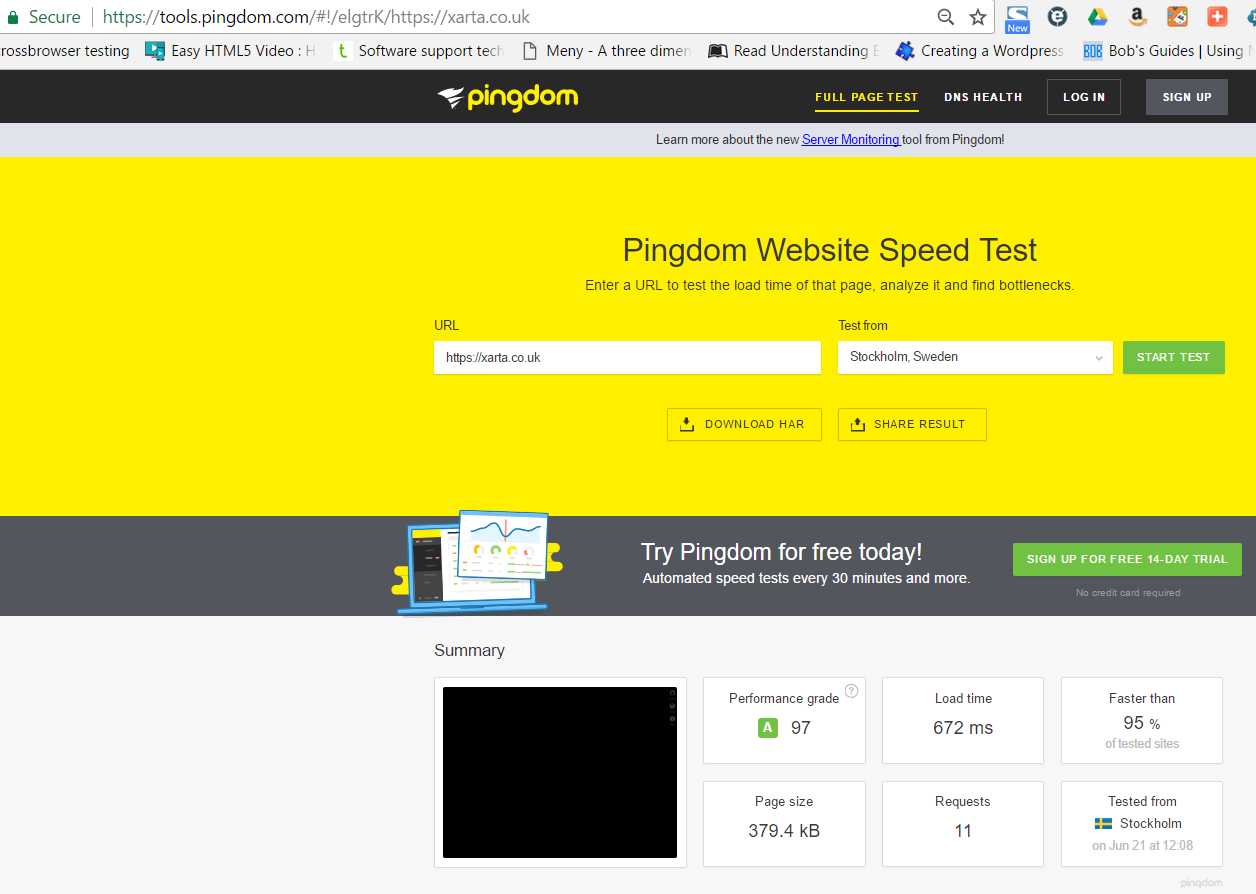 Secure https://tools.pingdom.com/#!/eIgtrK/https://xarta.co.uk
New
rossbrowser testing Easy HTML5 Video : H Software support tech Meny - A three dimen Read Understanding Creating a Wordpress Bob's Guides | Using
pingdom FULL PAGE TEST DNS HEALTH LOG IN SIGN UP
Learn more about the new Server Monitoring tool from Pingdom!
Pingdom Website Speed Test
Enter a URL to test the load time of that page, analyze it and find bottlenecks.
URL Test from
https://xarta.co.uk Stockholm, Sweden START TEST
DOWNLOAD HAR SHARE RESULT
Try Pingdom for free today!
Automated speed tests every 30 minutes and more.
SIGN UP FOR FREE 14-DAY TRIAL
No credit card required
Summary
Performance grade ? Load time Faster than
A 97 672 ms 95 %
of tested sites
Page size Requests Tested from
379.4 kB 11 Stockholm
on Jun 21 at 12:08
pingdom